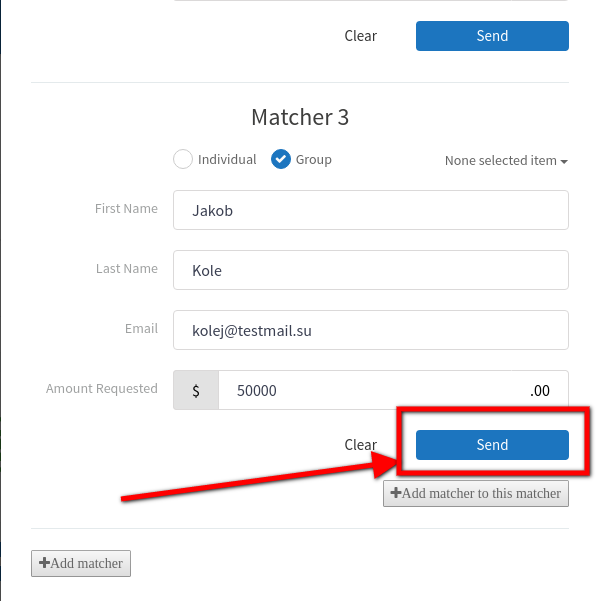 Clear Send
Matcher 3
Individual Group None selected item
First Name Jakob
Last Name Kole
Email kolej@testmail.su
Amount Requested $ 50000 .00
Clear Send
+Add matcher to this matcher
+Add matcher